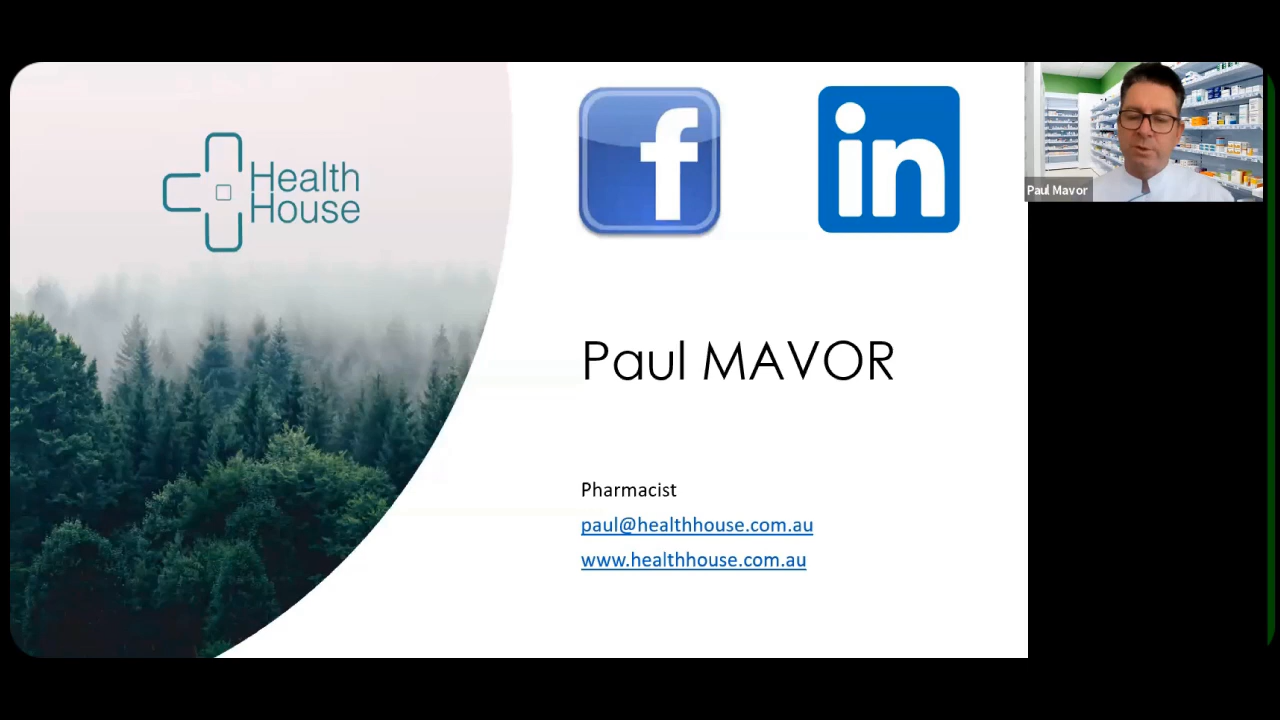 Health
House
f
in
Paul Mavor
Paul MAVOR
Pharmacist
paul@healthhouse.com.au
www.healthhouse.com.au